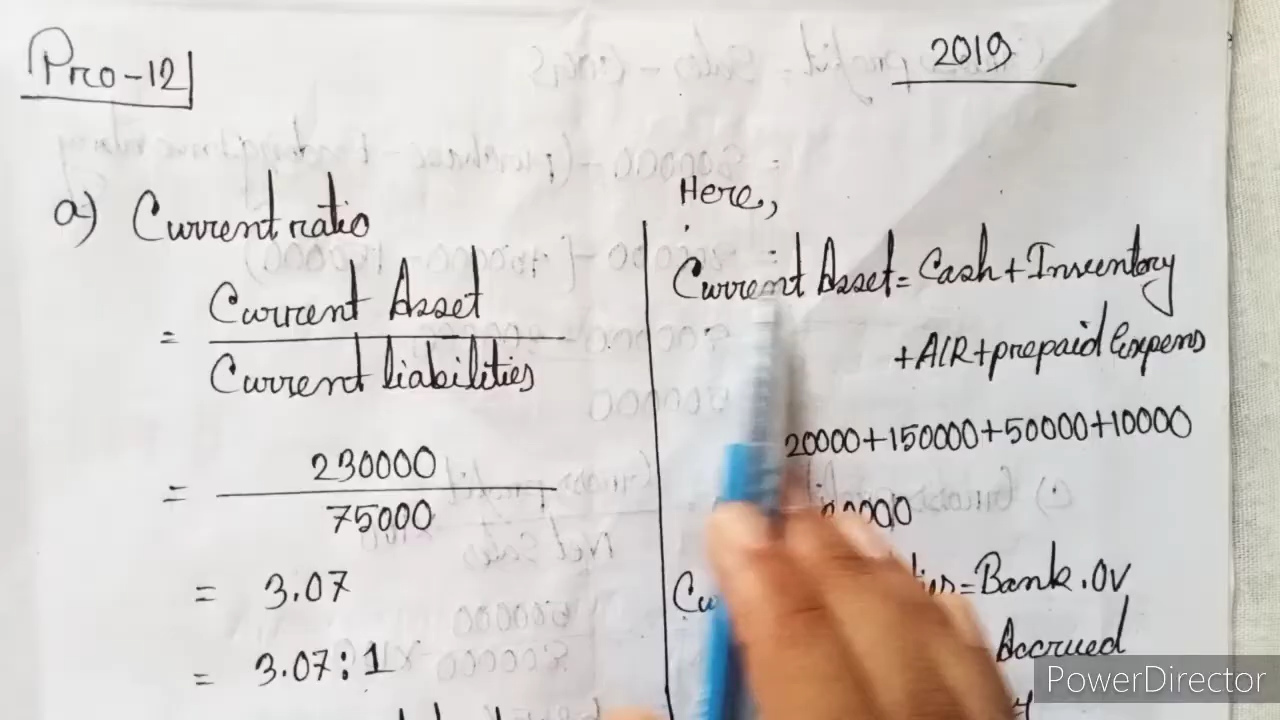 Pro-12
2019
a) Current ratio
= Current Asset
Current liabilities
= 230000
75000
= 3.07
= 3.07:1
Here,
Current Asset = Cash + Inventory
+ A/R + prepaid Expens
20000+150000+50000+10000
= Bank.OV
Accrued
PowerDirector